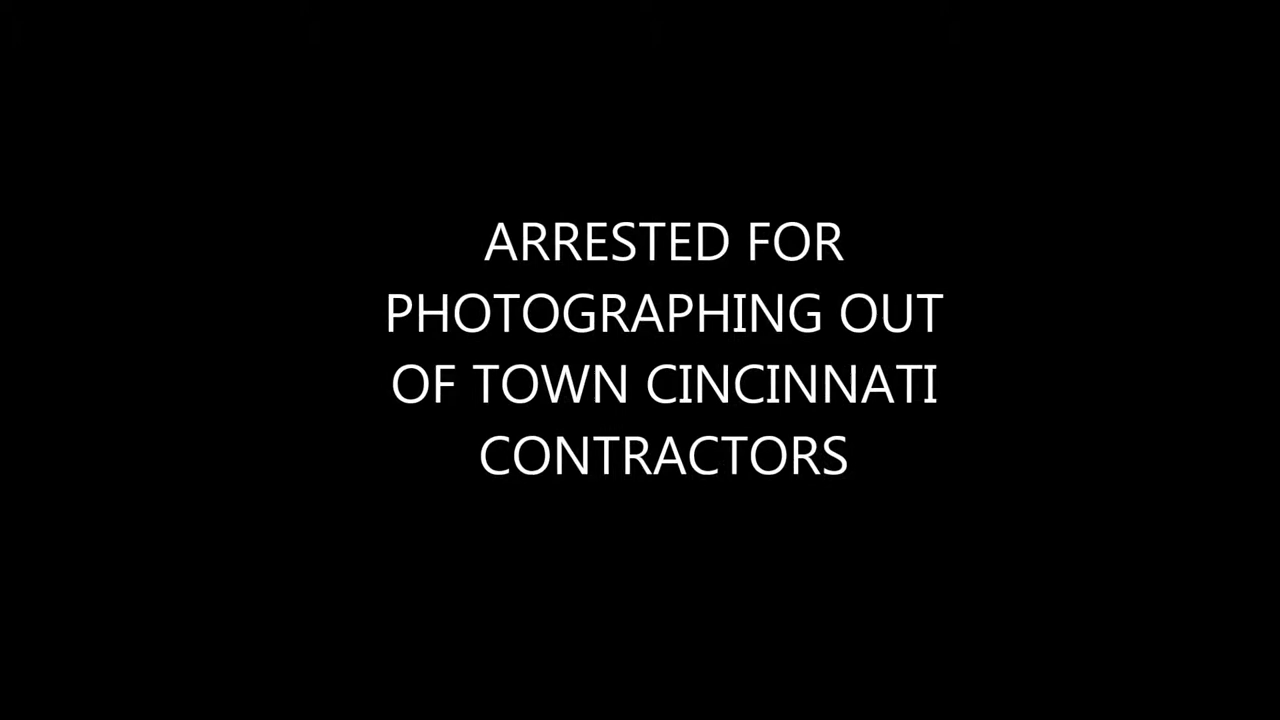 ARRESTED FOR
PHOTOGRAPHING OUT
OF TOWN CINCINNATI
CONTRACTORS